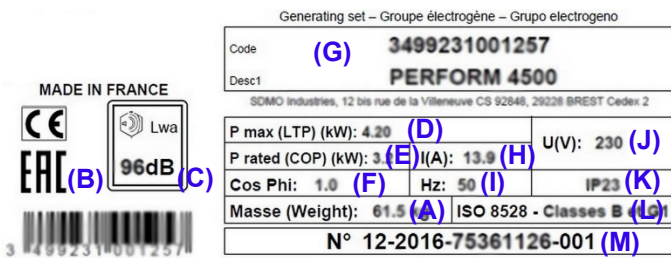 Generating set – Groupe électrogène – Grupo electrogeno
Code (G) 3499231001257
Desc1 PERFORM 4500
SDMO Industries, 12 bis rue de la Villeneuve CS 92848, 29228 BREST Cedex 2
MADE IN FRANCE
CE
Lwa
96dB (C)
EAC (B)
3 499231 001257
P max (LTP) (kW): 4.20 (D)
U(V): 230 (J)
P rated (COP) (kW): (E) I(A): 13.9 (H)
Cos Phi: 1.0 (F) Hz: 50 (I) IP23 (K)
Masse (Weight): 61.5 (A) ISO 8528 - Classes B et (L)
N° 12-2016-75361126-001 (M)